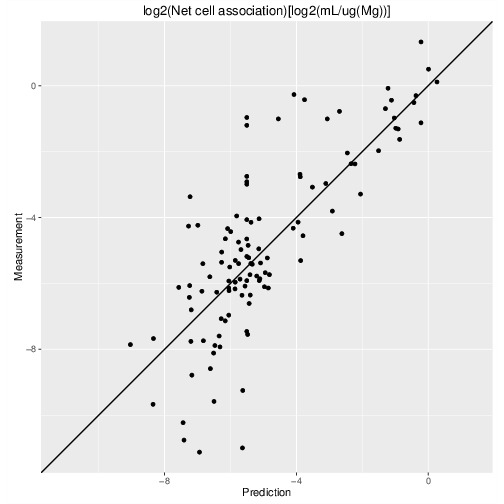 log2(Net cell association)[log2(mL/ug(Mg))]
Measurement
0
−4
−8
−8
−4
0
Prediction